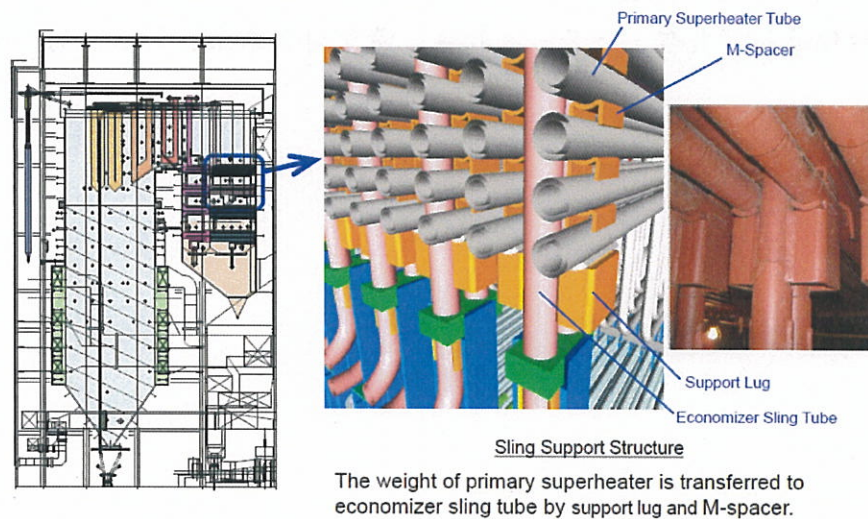 Primary Superheater Tube
M-Spacer
Support Lug
Economizer Sling Tube
Sling Support Structure
The weight of primary superheater is transferred to
economizer sling tube by support lug and M-spacer.